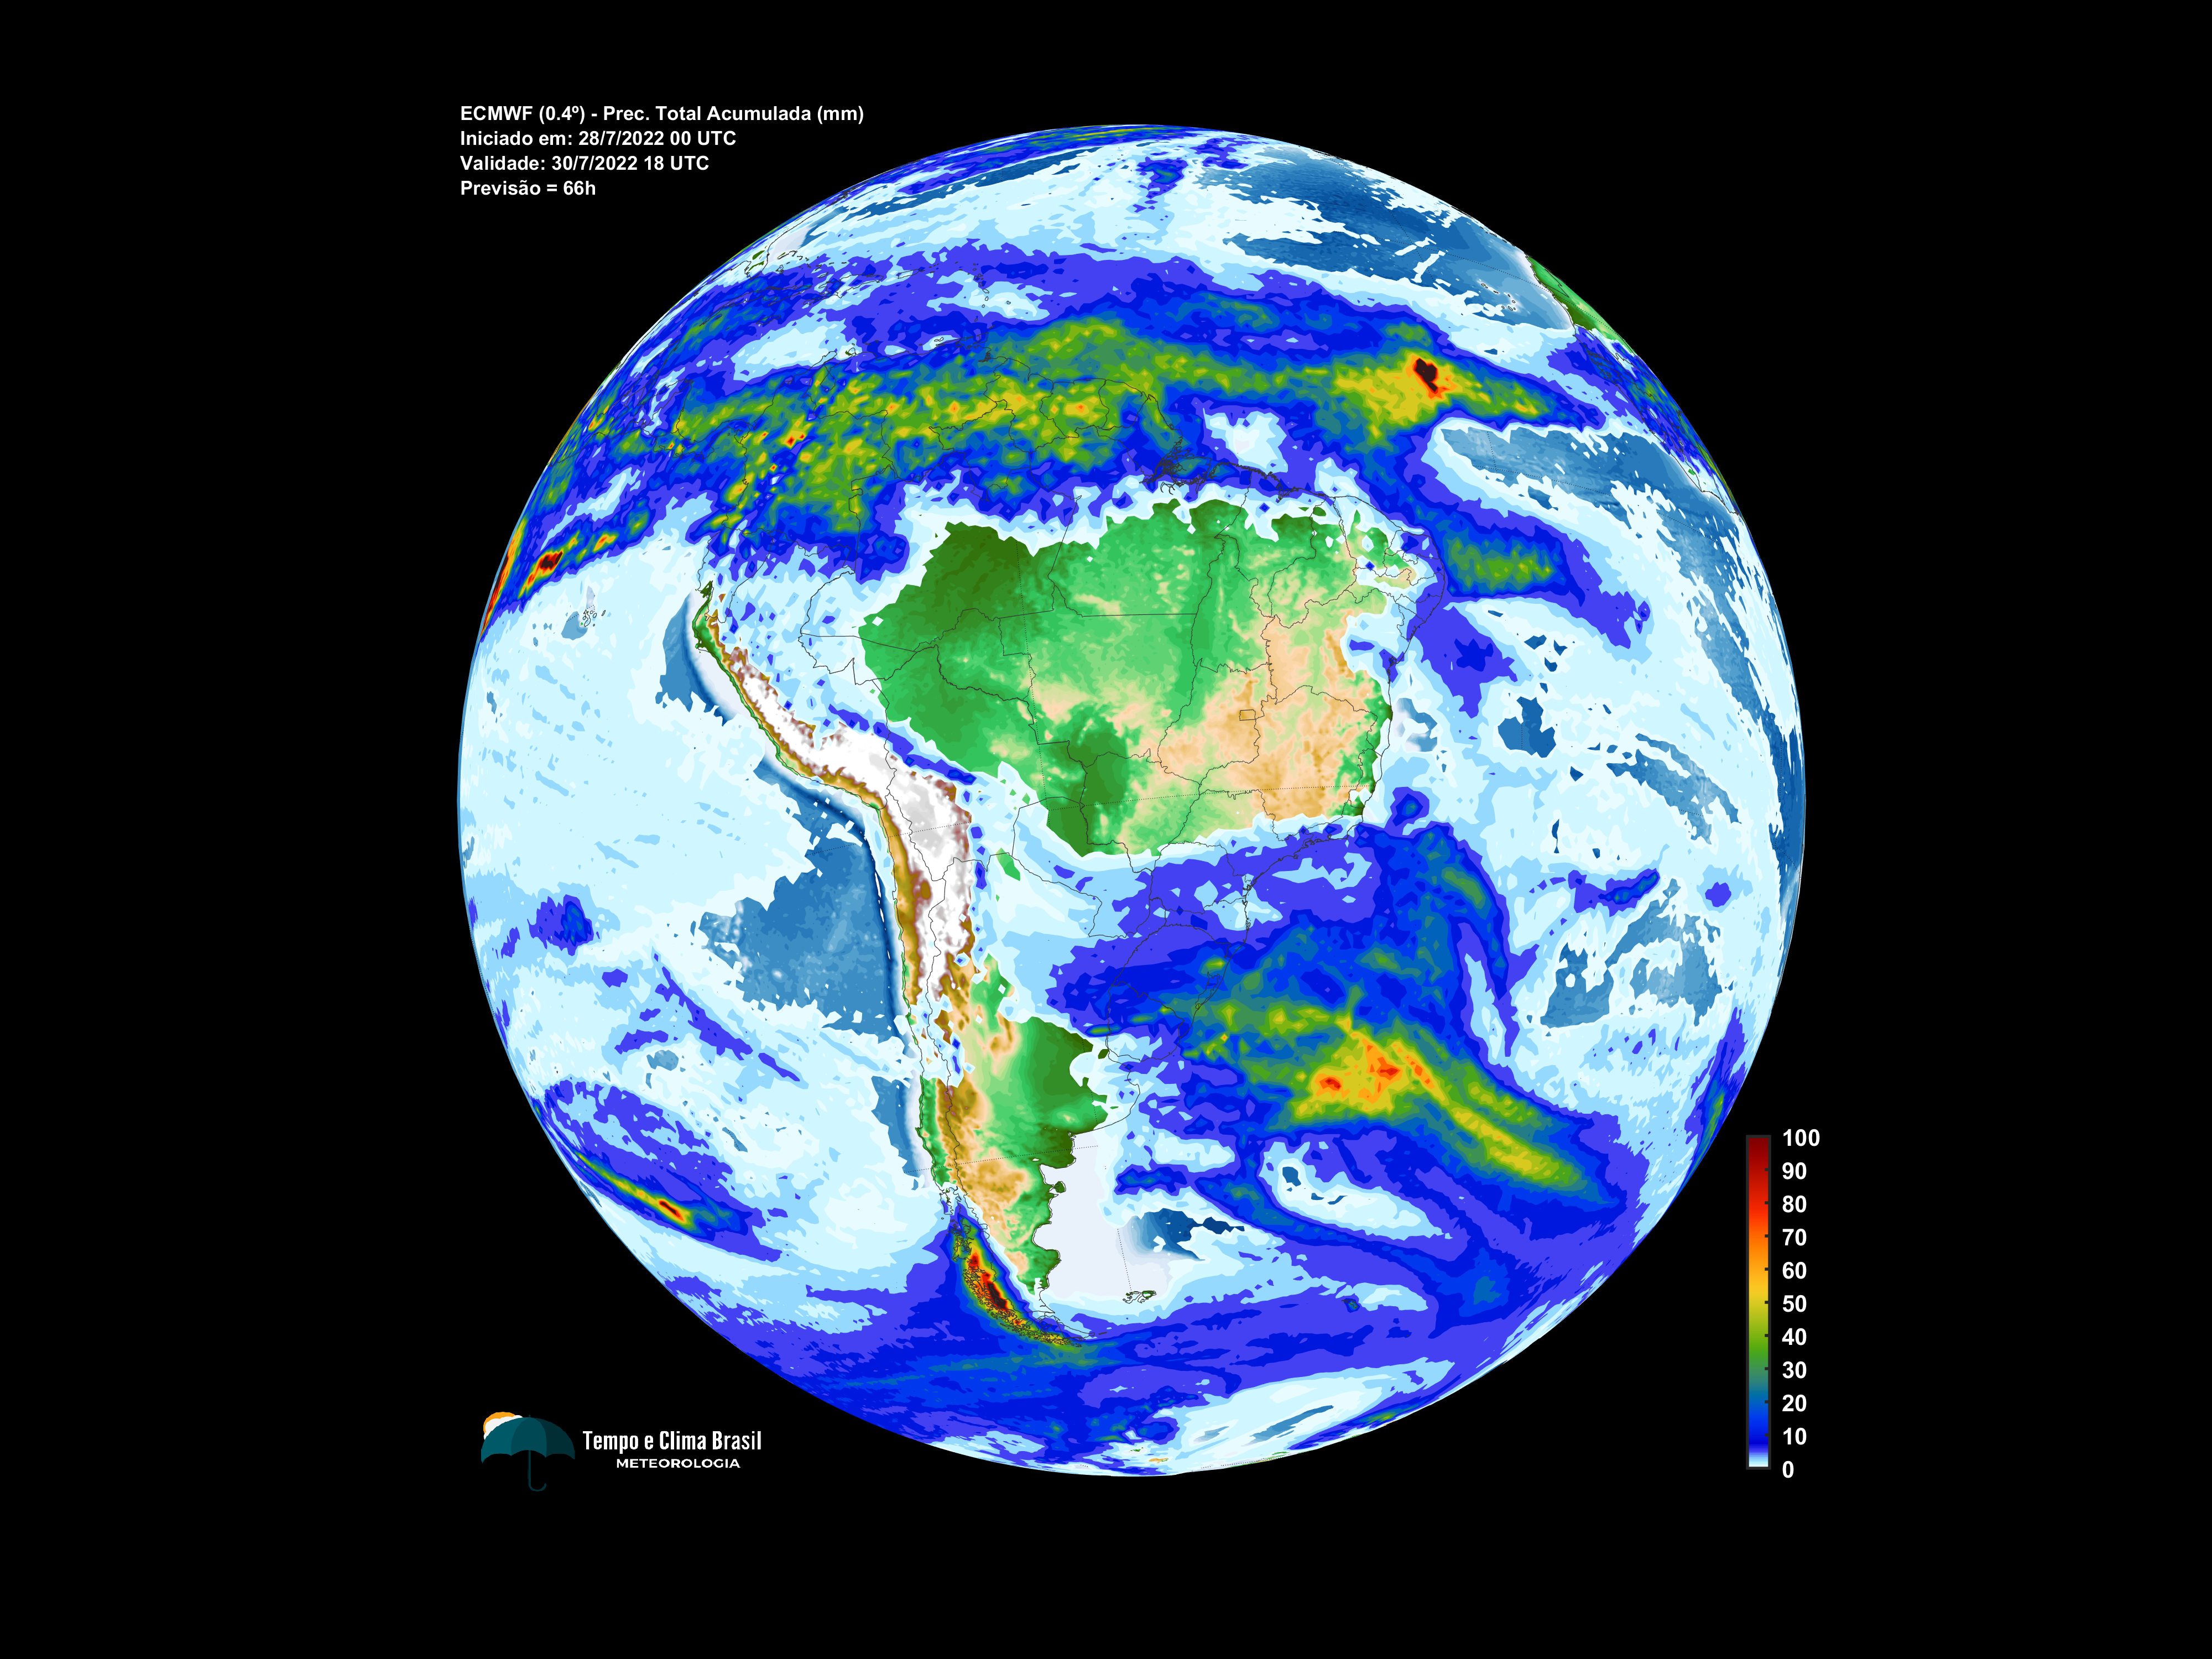 ECMWF (0.4º) - Prec. Total Acumulada (mm)
Iniciado em: 28/7/2022 00 UTC
Validade: 30/7/2022 18 UTC
Previsão = 66h
100
90
80
70
60
50
40
30
20
10
0
Tempo e Clima Brasil
METEOROLOGIA